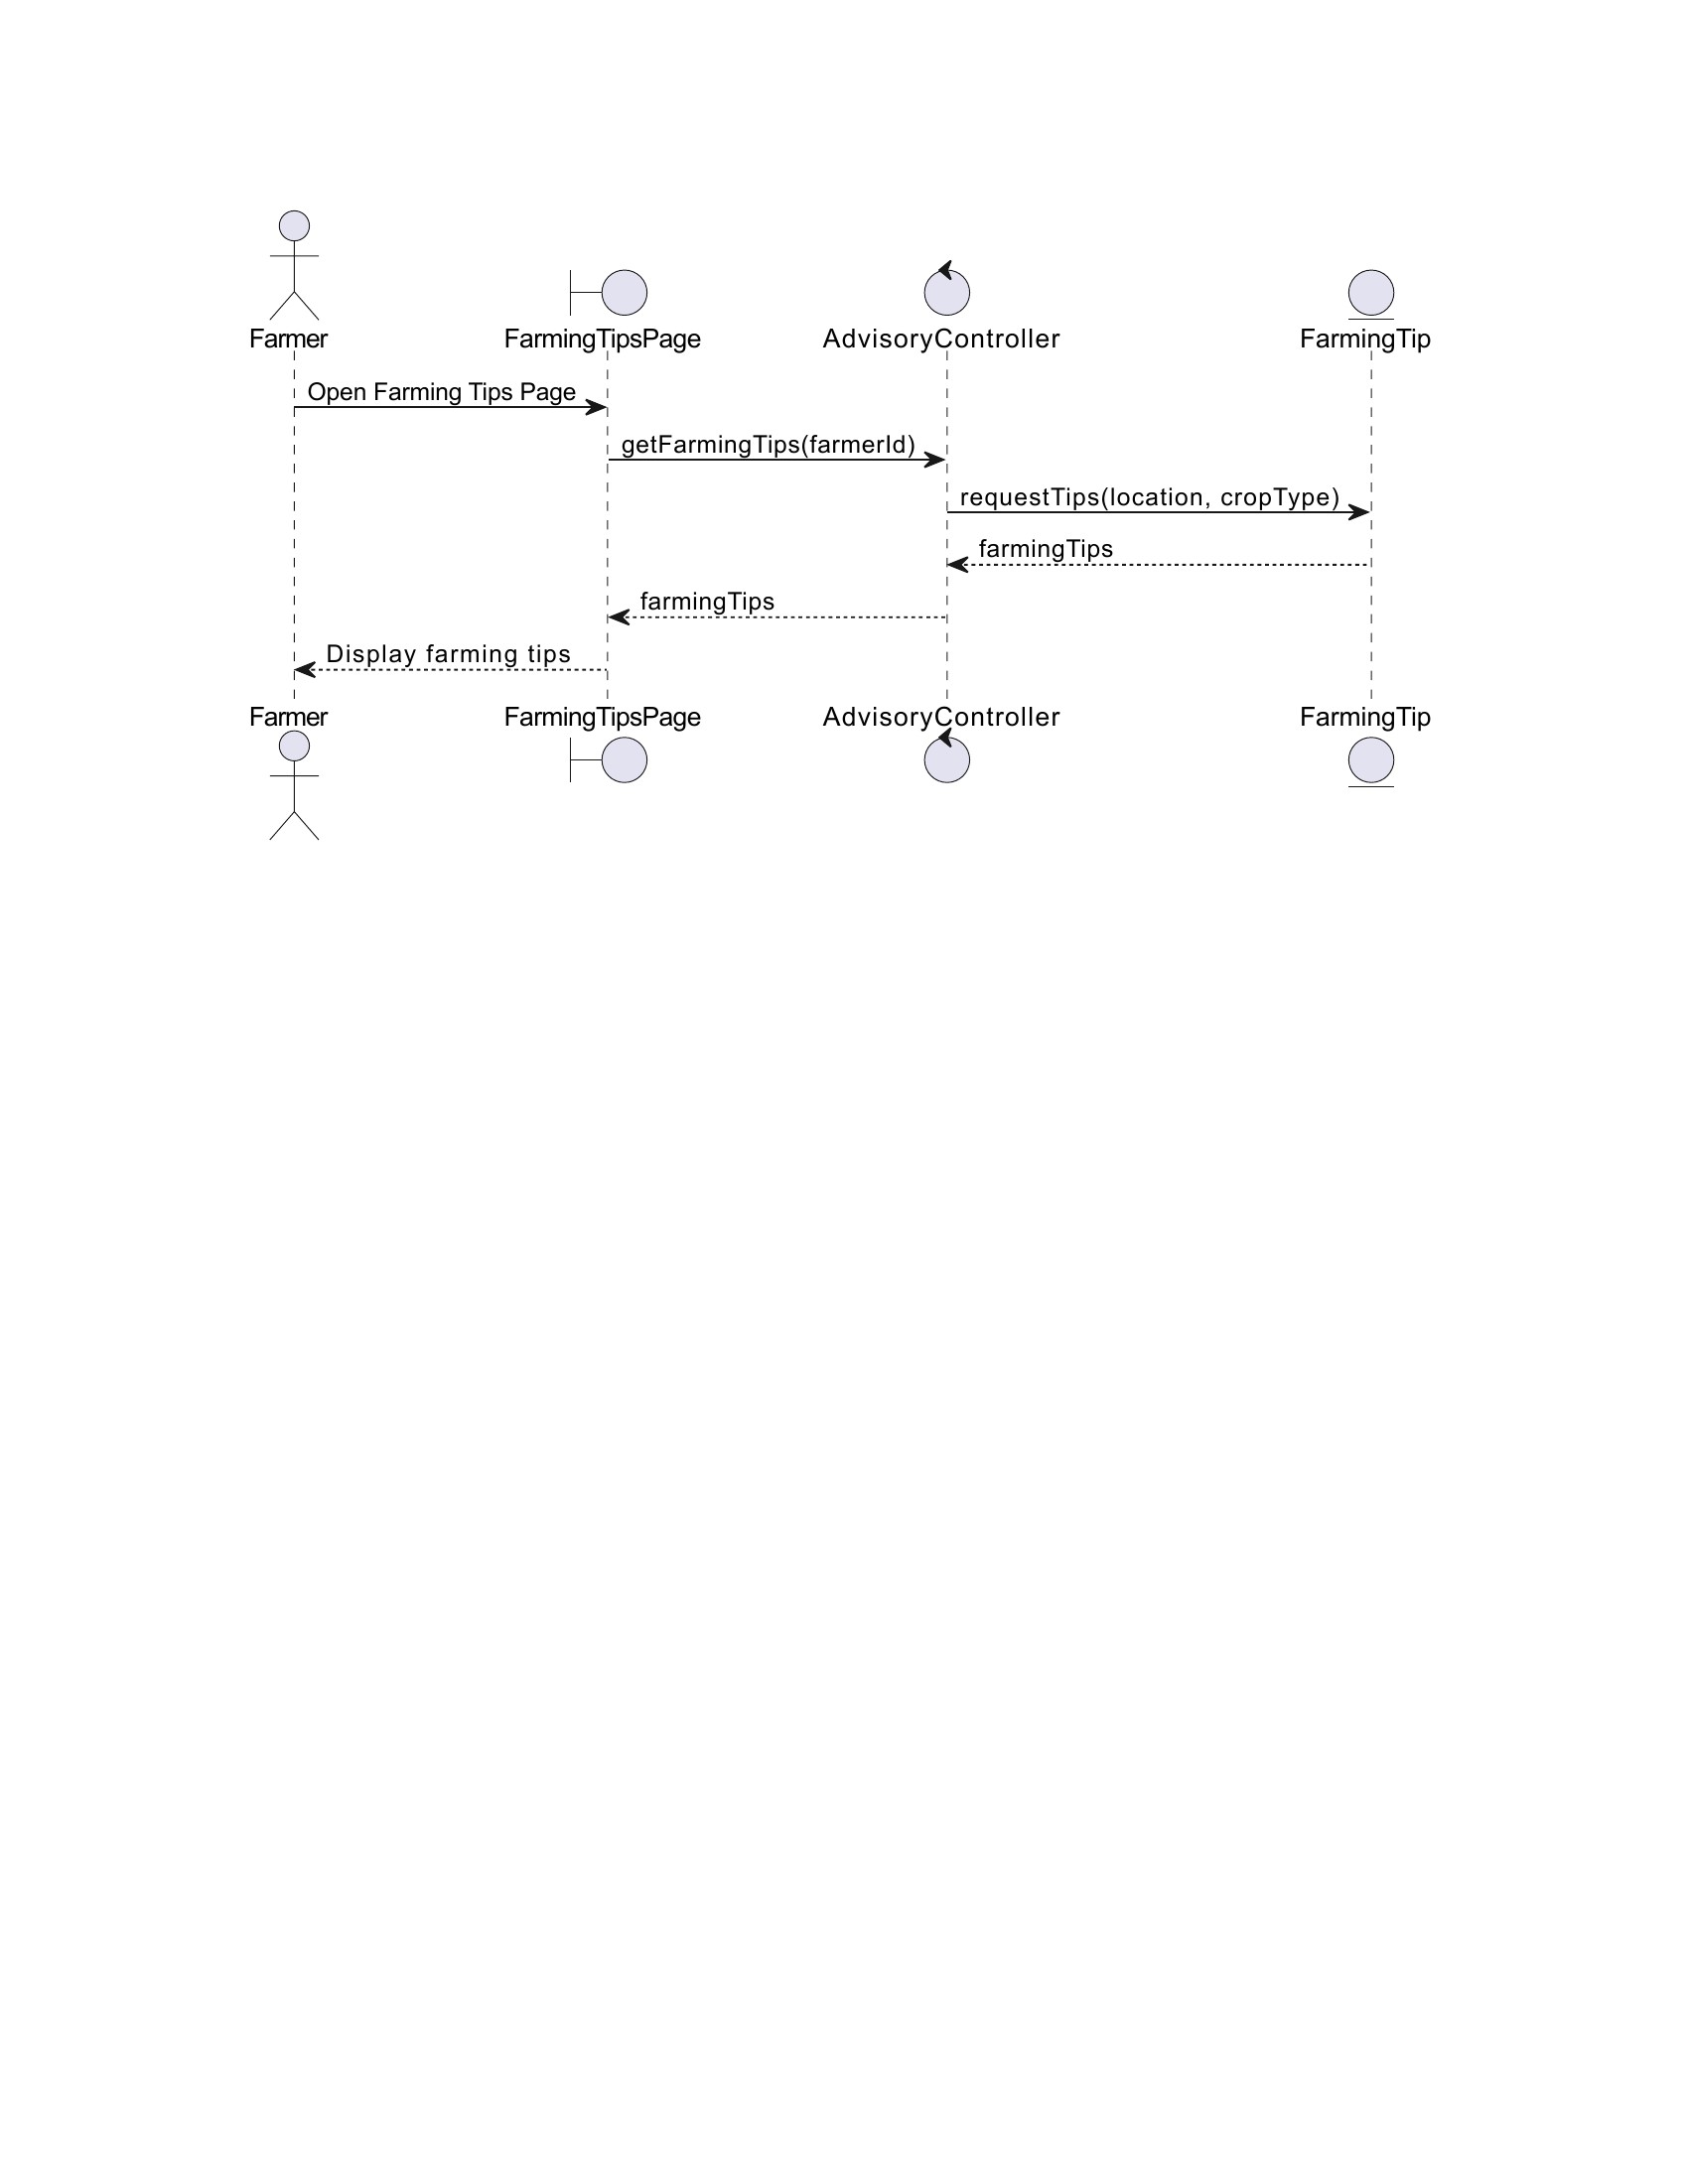 Farmer
FarmingTipsPage
AdvisoryController
FarmingTip
Open Farming Tips Page
getFarmingTips(farmerId)
requestTips(location, cropType)
farmingTips
farmingTips
Display farming tips
Farmer
FarmingTipsPage
AdvisoryController
FarmingTip